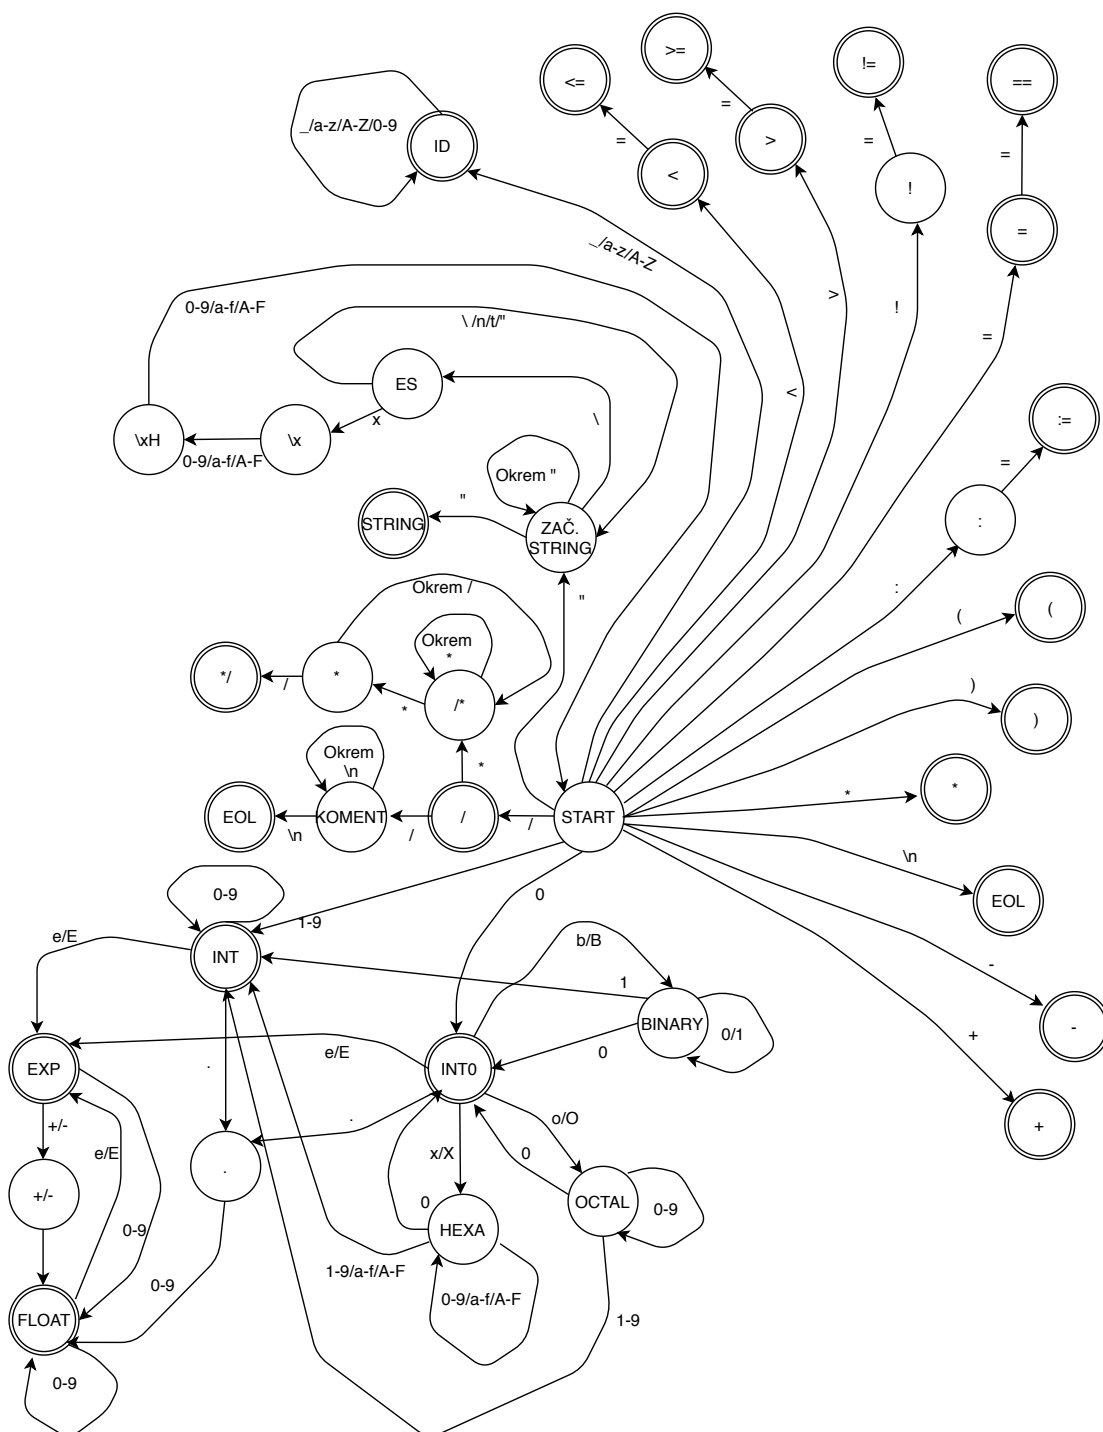 >=
!=
<=
==
=
=
_/a-z/A-Z/0-9
ID
>
=
=
=
<
!
=
_/a-z/A-Z
0-9/a-f/A-F
\ /n/t/"
>
!
=
ES
<
x
\
:=
\xH
\x
0-9/a-f/A-F
=
Okrem "
"
STRING
ZAČ.
STRING
:
"
:
Okrem /
(
(
Okrem
*
*/
/
*
*
/*
)
)
Okrem
\n
*
*
*
EOL
\n
KOMENT
/
/
/
START
\n
0-9
0
EOL
1-9
e/E
INT
b/B
-
1
BINARY
0/1
-
+
e/E
0
EXP
.
INT0
+/-
e/E
.
o/O
+
x/X
0
.
+/-
OCTAL
0-9
0
HEXA
0-9
0-9
1-9/a-f/A-F
0-9/a-f/A-F
FLOAT
1-9
0-9